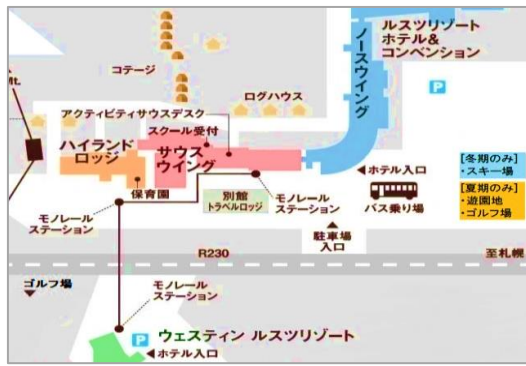 ルスツリゾート
ホテル&
コンベンション
ノースウイング
コテージ
Mt.
P
ログハウス
アクティビティサウスデスク
スクール受付
ハイランド
ロッジ
サウス
ウイング
[冬期のみ]
・スキー場
ホテル入口
保育園
別館
トラベルロッジ
モノレール
ステーション
バス乗り場
[夏期のみ]
・遊園地
・ゴルフ場
モノレール
ステーション
駐車場
入口
R230
至札幌
ゴルフ場
モノレール
ステーション
P
ウェスティン ルスツリゾート
ホテル入口